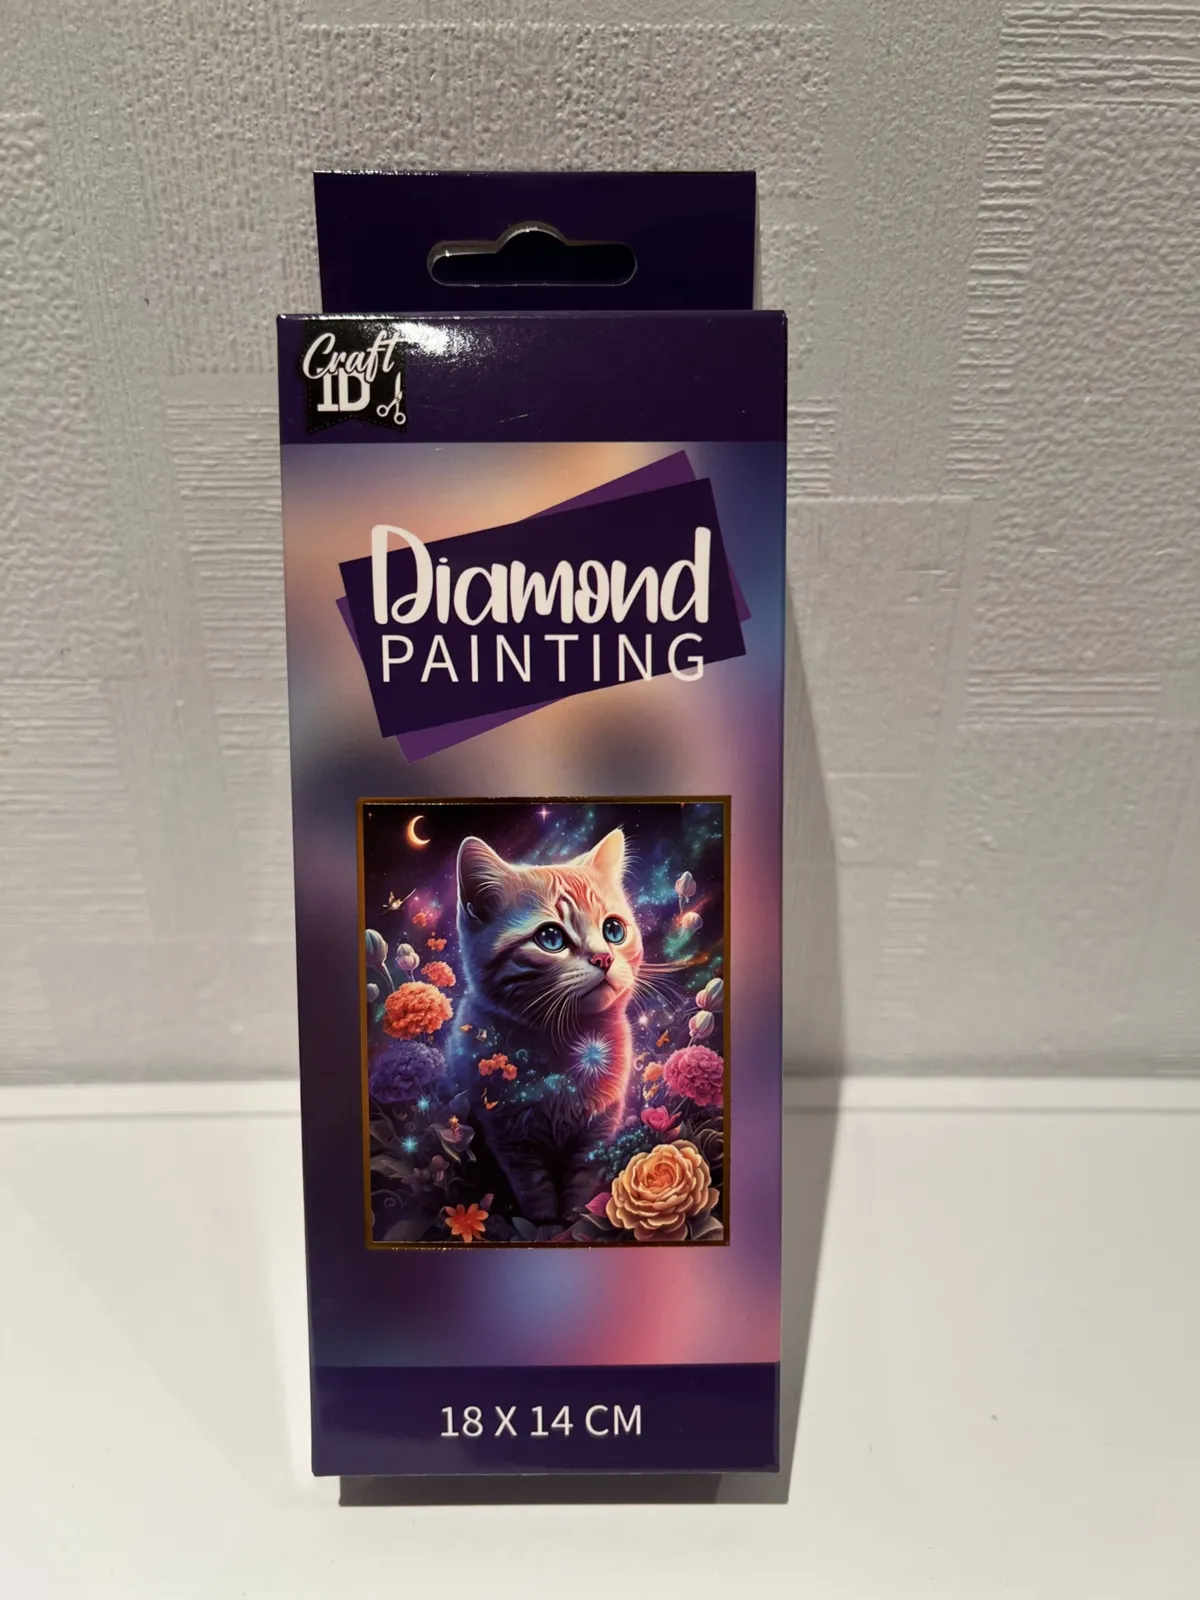 Craft
ID
Diamond
PAINTING
18 X 14 CM